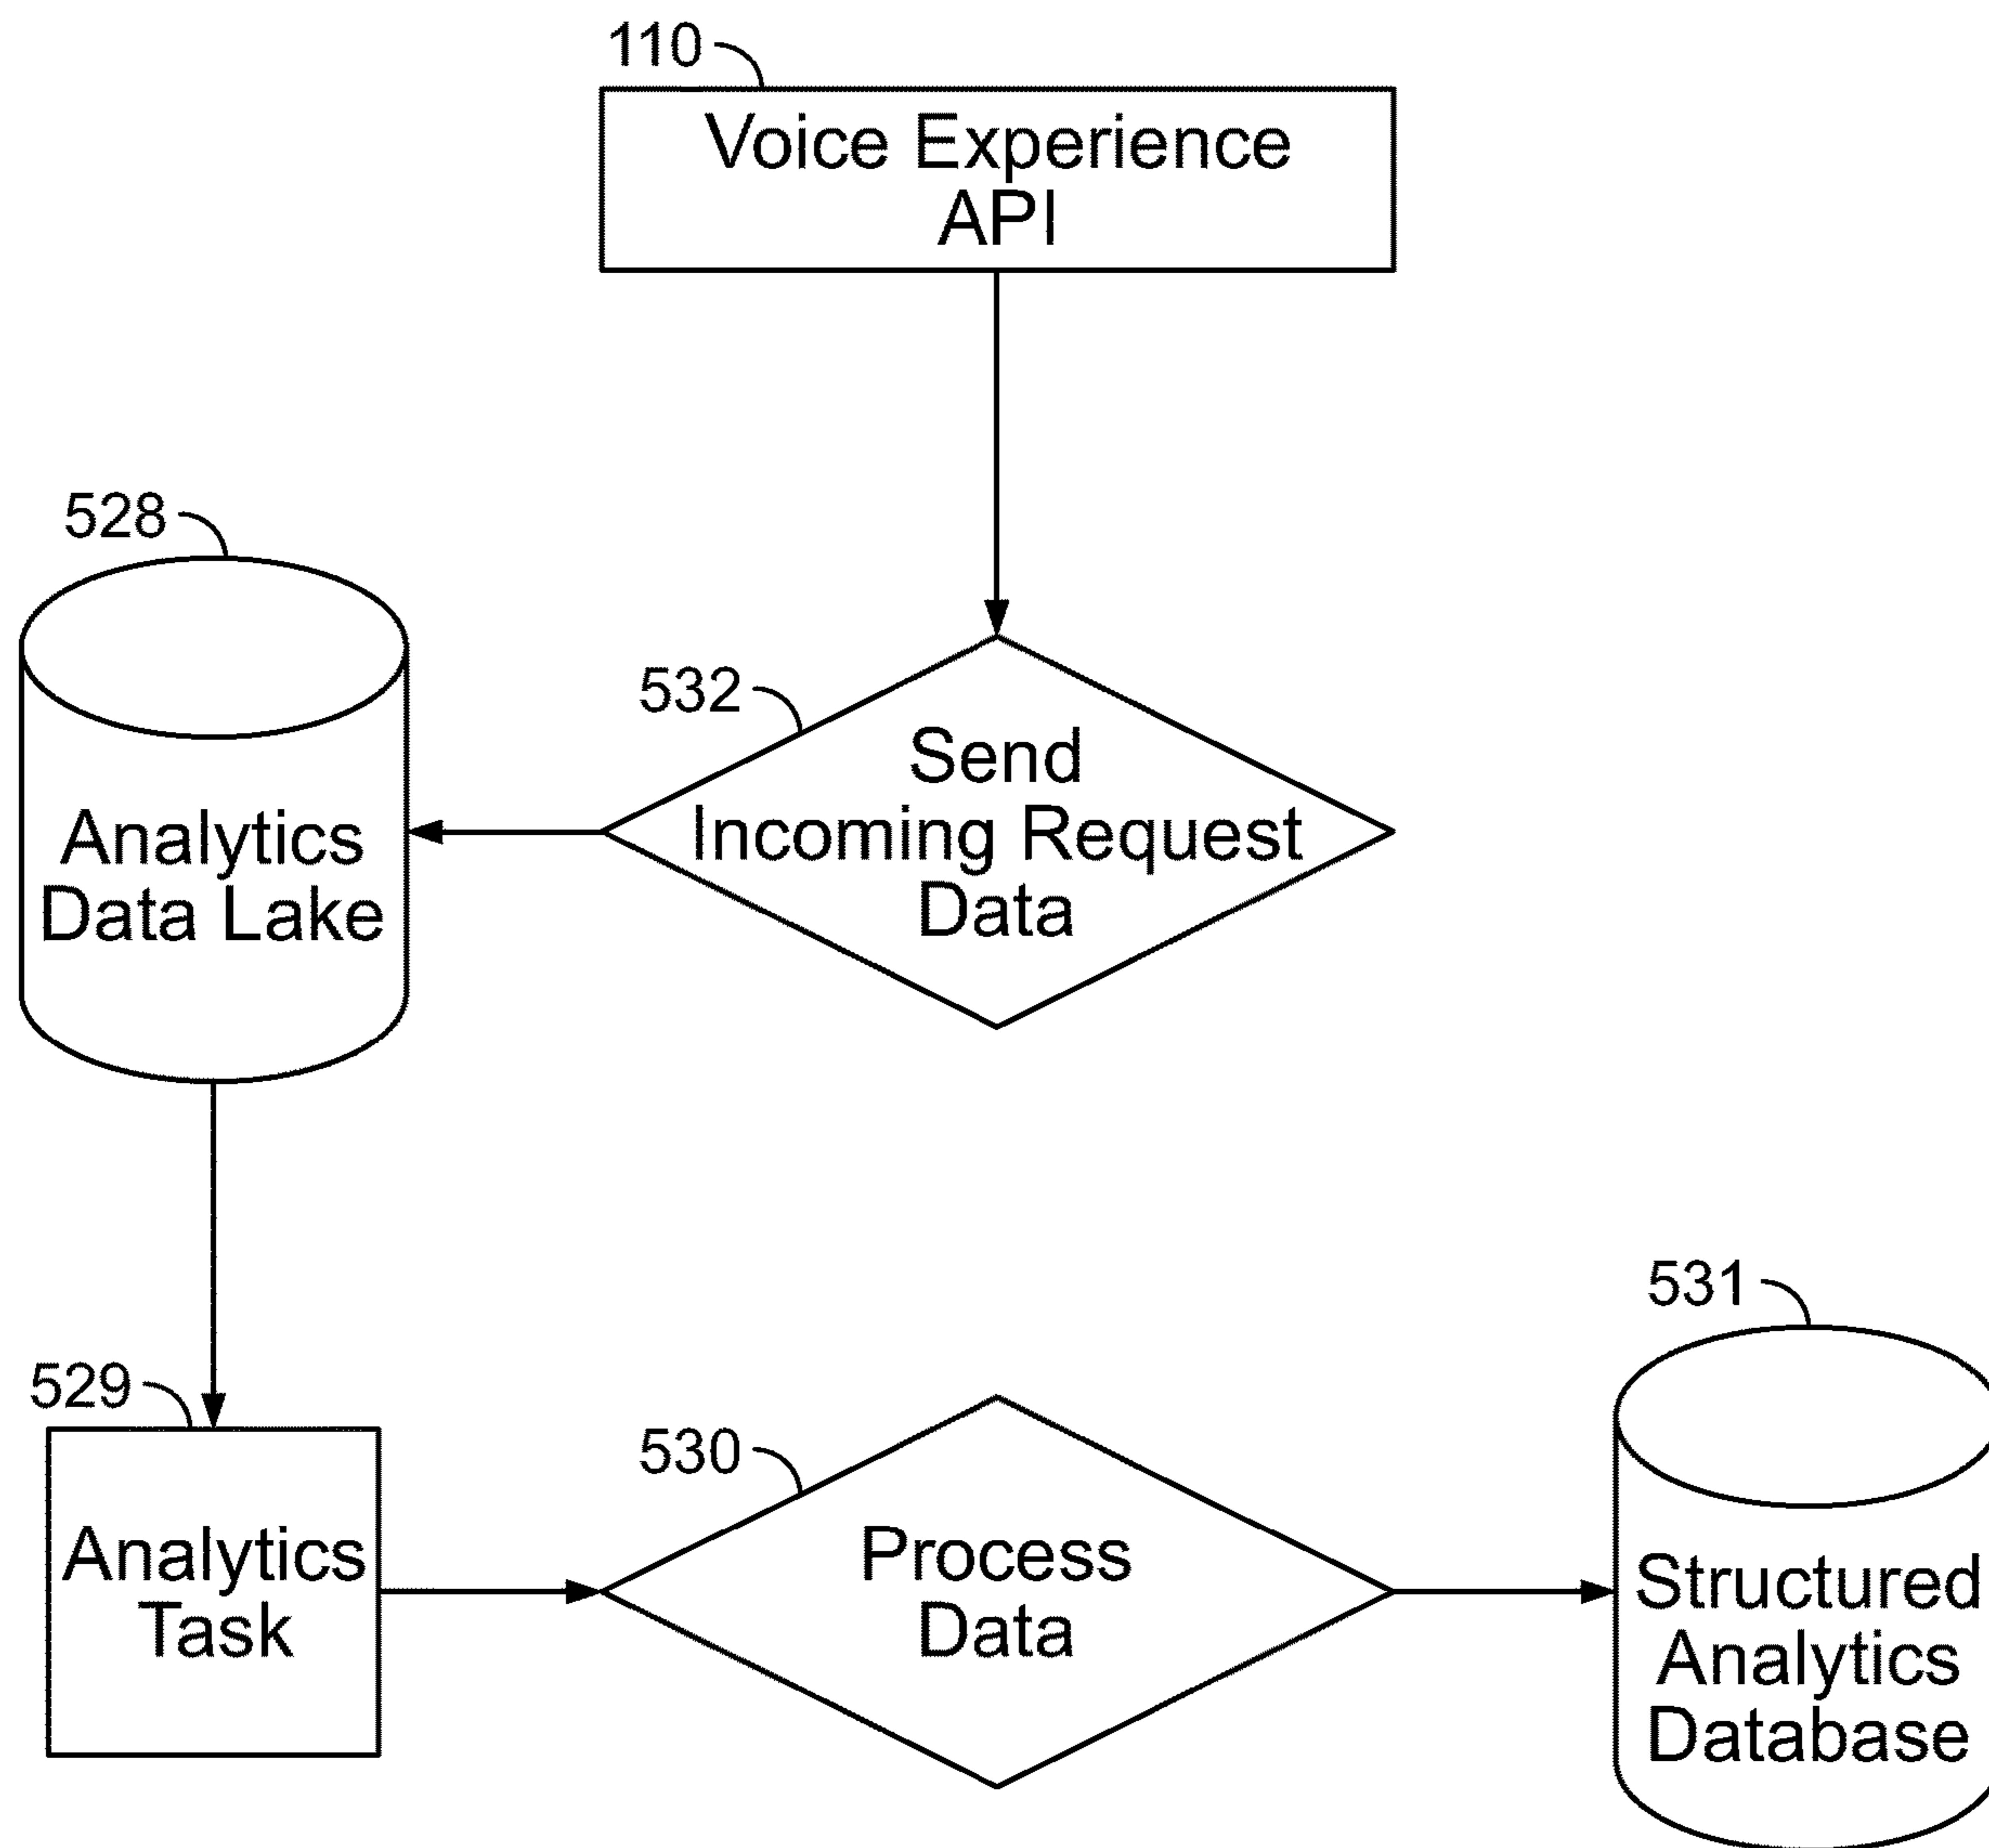 110
Voice Experience
API
528
532
Send
Incoming Request
Data
Analytics
Data Lake
529
Analytics
Task
530
Process
Data
531
Structured
Analytics
Database